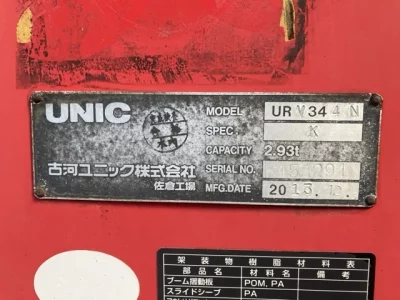 UNIC
MODEL URV344N
SPEC. K
CAPACITY 2.93t
SERIAL NO.
MFG.DATE 2013.
古河ユニック株式会社
佐倉工場
架装物樹脂材料表
部品名 材料名 備考
ブーム摺動板 POM, PA
スライドシーブ PA